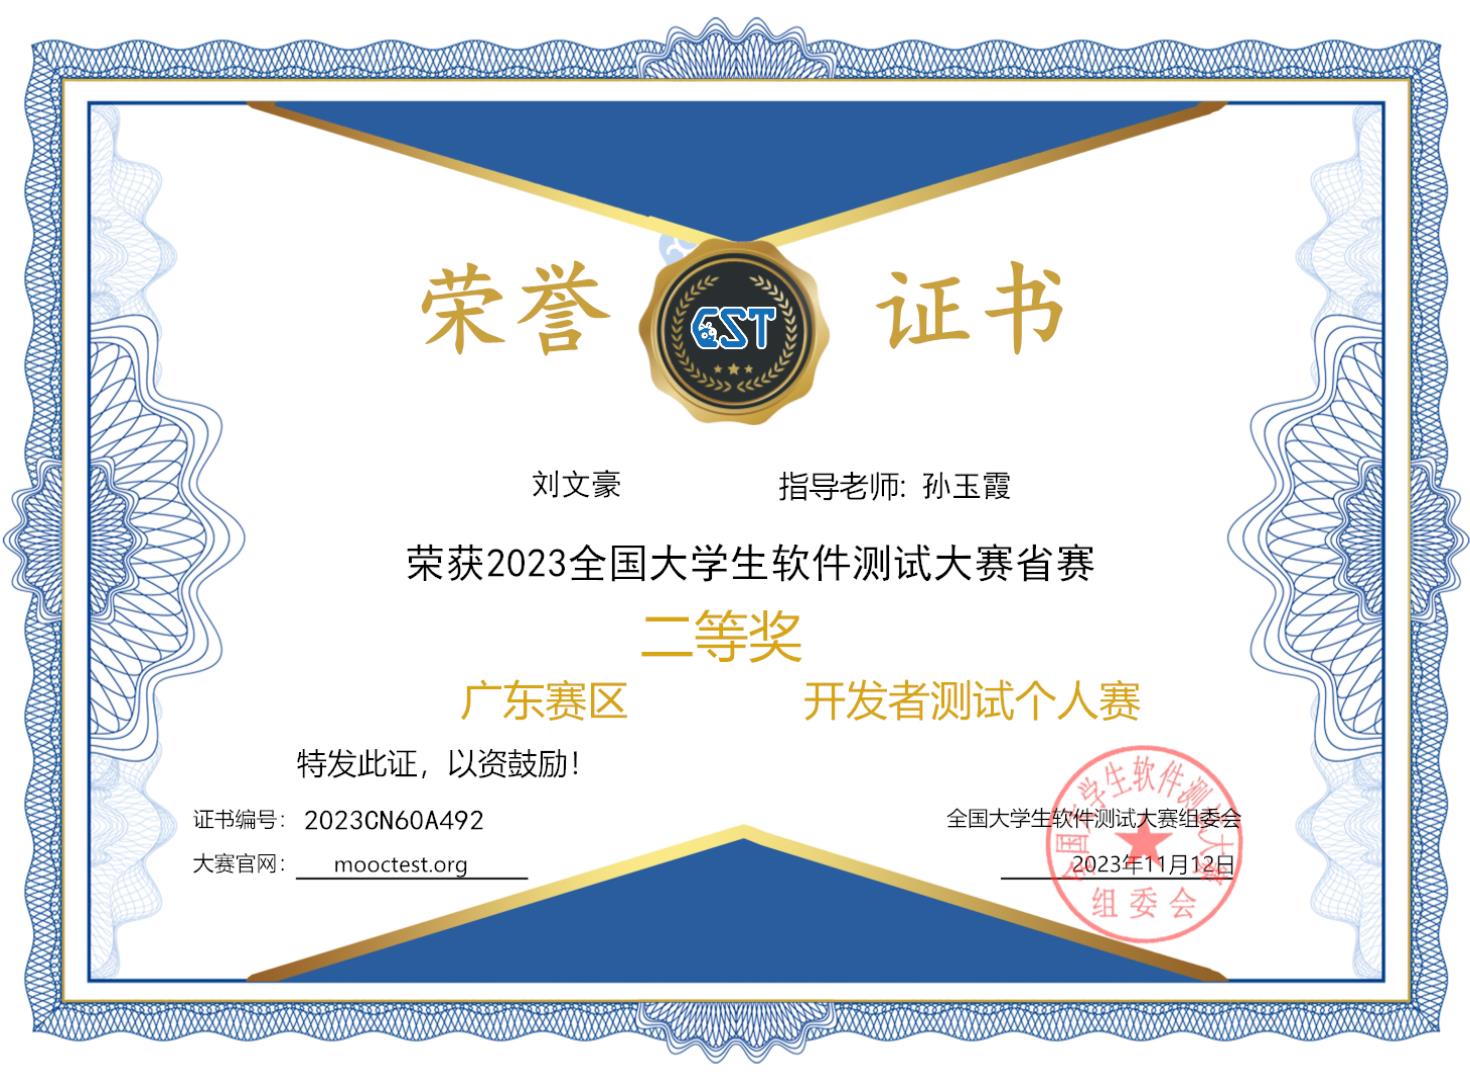 荣誉 证书
CST
刘文豪 指导老师: 孙玉霞
荣获2023全国大学生软件测试大赛省赛
二等奖
广东赛区 开发者测试个人赛
特发此证，以资鼓励！
证书编号： 2023CN60A492
大赛官网： mooctest.org
全国大学生软件测试大赛组委会
2023年11月12日
全国大学生软件测试大赛
组委会